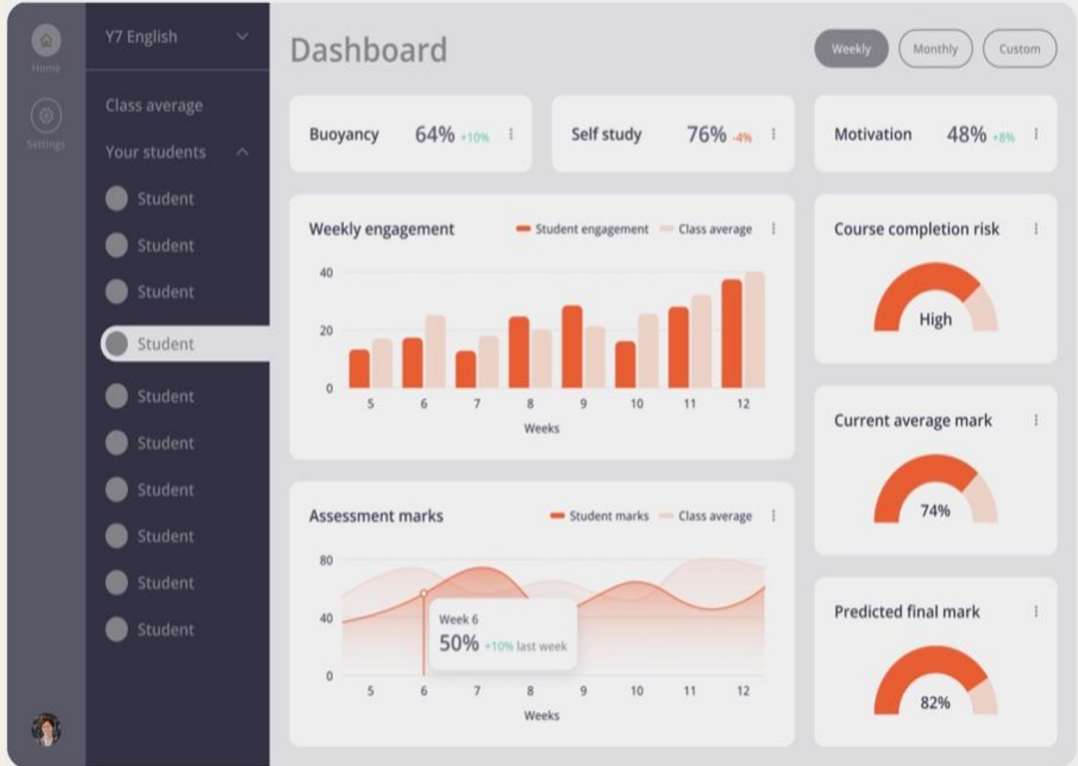 Home
Settings
Y7 English
Class average
Your students
Student
Student
Student
Student
Student
Student
Student
Student
Student
Student
Dashboard
Weekly Monthly Custom
Buoyancy 64% +10%
Self study 76% -4%
Motivation 48% +8%
Weekly engagement Student engagement Class average
40
20
0
5 6 7 8 9 10 11 12
Weeks
Course completion risk
High
Current average mark
74%
Assessment marks Student marks Class average
80
40
0
Week 6
50% +10% last week
5 6 7 8 9 10 11 12
Weeks
Predicted final mark
82%